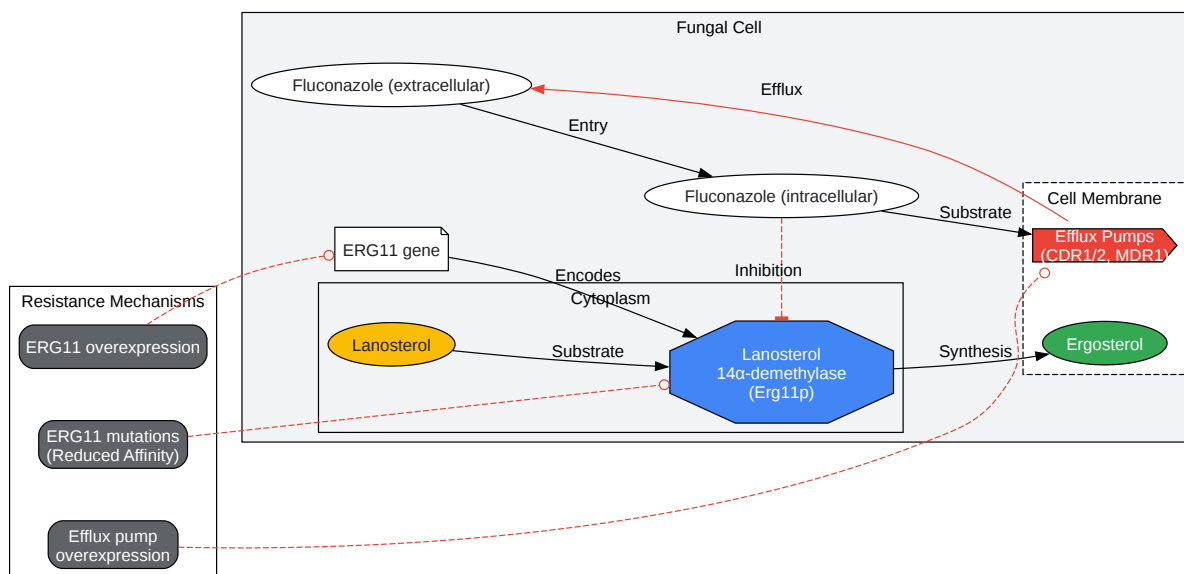 Fungal Cell
Fluconazole (extracellular)
Efflux
Entry
Fluconazole (intracellular)
Cell Membrane
Substrate
Efflux Pumps
(CDR1/2, MDR1)
ERG11 gene
Encodes
Inhibition
Resistance Mechanisms
Cytoplasm
ERG11 overexpression
Lanosterol
Substrate
Lanosterol
14α-demethylase
(Erg11p)
Synthesis
Ergosterol
ERG11 mutations
(Reduced Affinity)
Efflux pump
overexpression